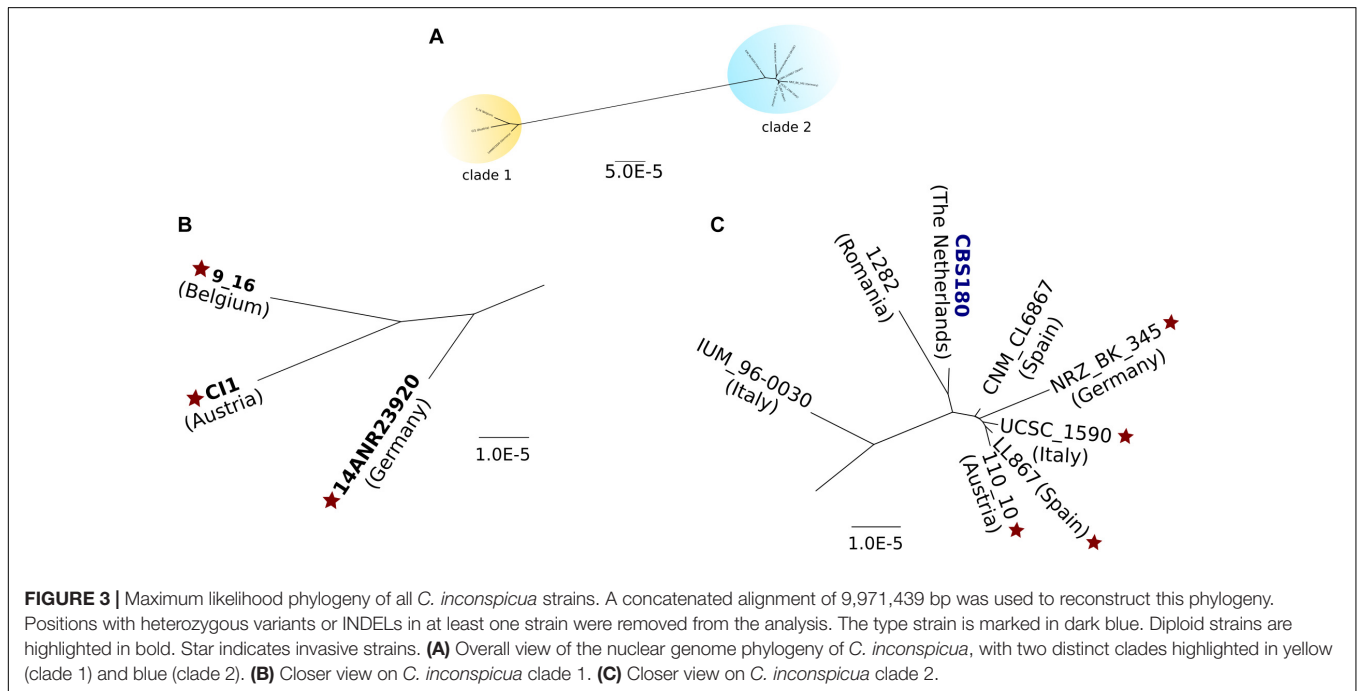 A
clade 1
clade 2
5.0E-5
B
9_16
(Belgium)
CI1
(Austria)
14ANR23920
(Germany)
1.0E-5
C
IUM_96-0030
(Italy)
1282
(Romania)
CBS180
(The Netherlands)
CNM_CL6867
(Spain)
NRZ_BK_345
(Germany)
UCSC_1590
(Italy)
LL867 (Spain)
110_10
(Austria)
1.0E-5
FIGURE 3 | Maximum likelihood phylogeny of all C. inconspicua strains. A concatenated alignment of 9,971,439 bp was used to reconstruct this phylogeny.
Positions with heterozygous variants or INDELs in at least one strain were removed from the analysis. The type strain is marked in dark blue. Diploid strains are
highlighted in bold. Star indicates invasive strains. (A) Overall view of the nuclear genome phylogeny of C. inconspicua, with two distinct clades highlighted in yellow
(clade 1) and blue (clade 2). (B) Closer view on C. inconspicua clade 1. (C) Closer view on C. inconspicua clade 2.